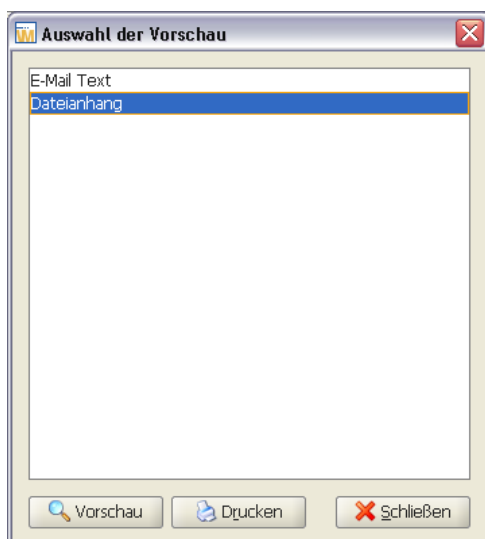 Auswahl der Vorschau
E-Mail Text
Dateianhang
Vorschau Drucken Schließen